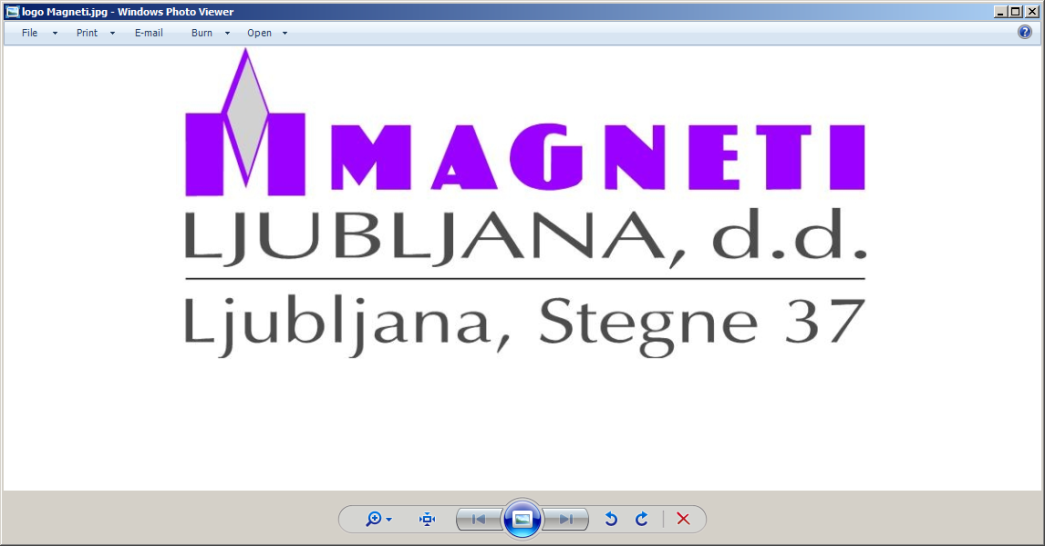 logo Magneti.jpg - Windows Photo Viewer
File Print E-mail Burn Open
MAGNETI
LJUBLJANA, d.d.
Ljubljana, Stegne 37